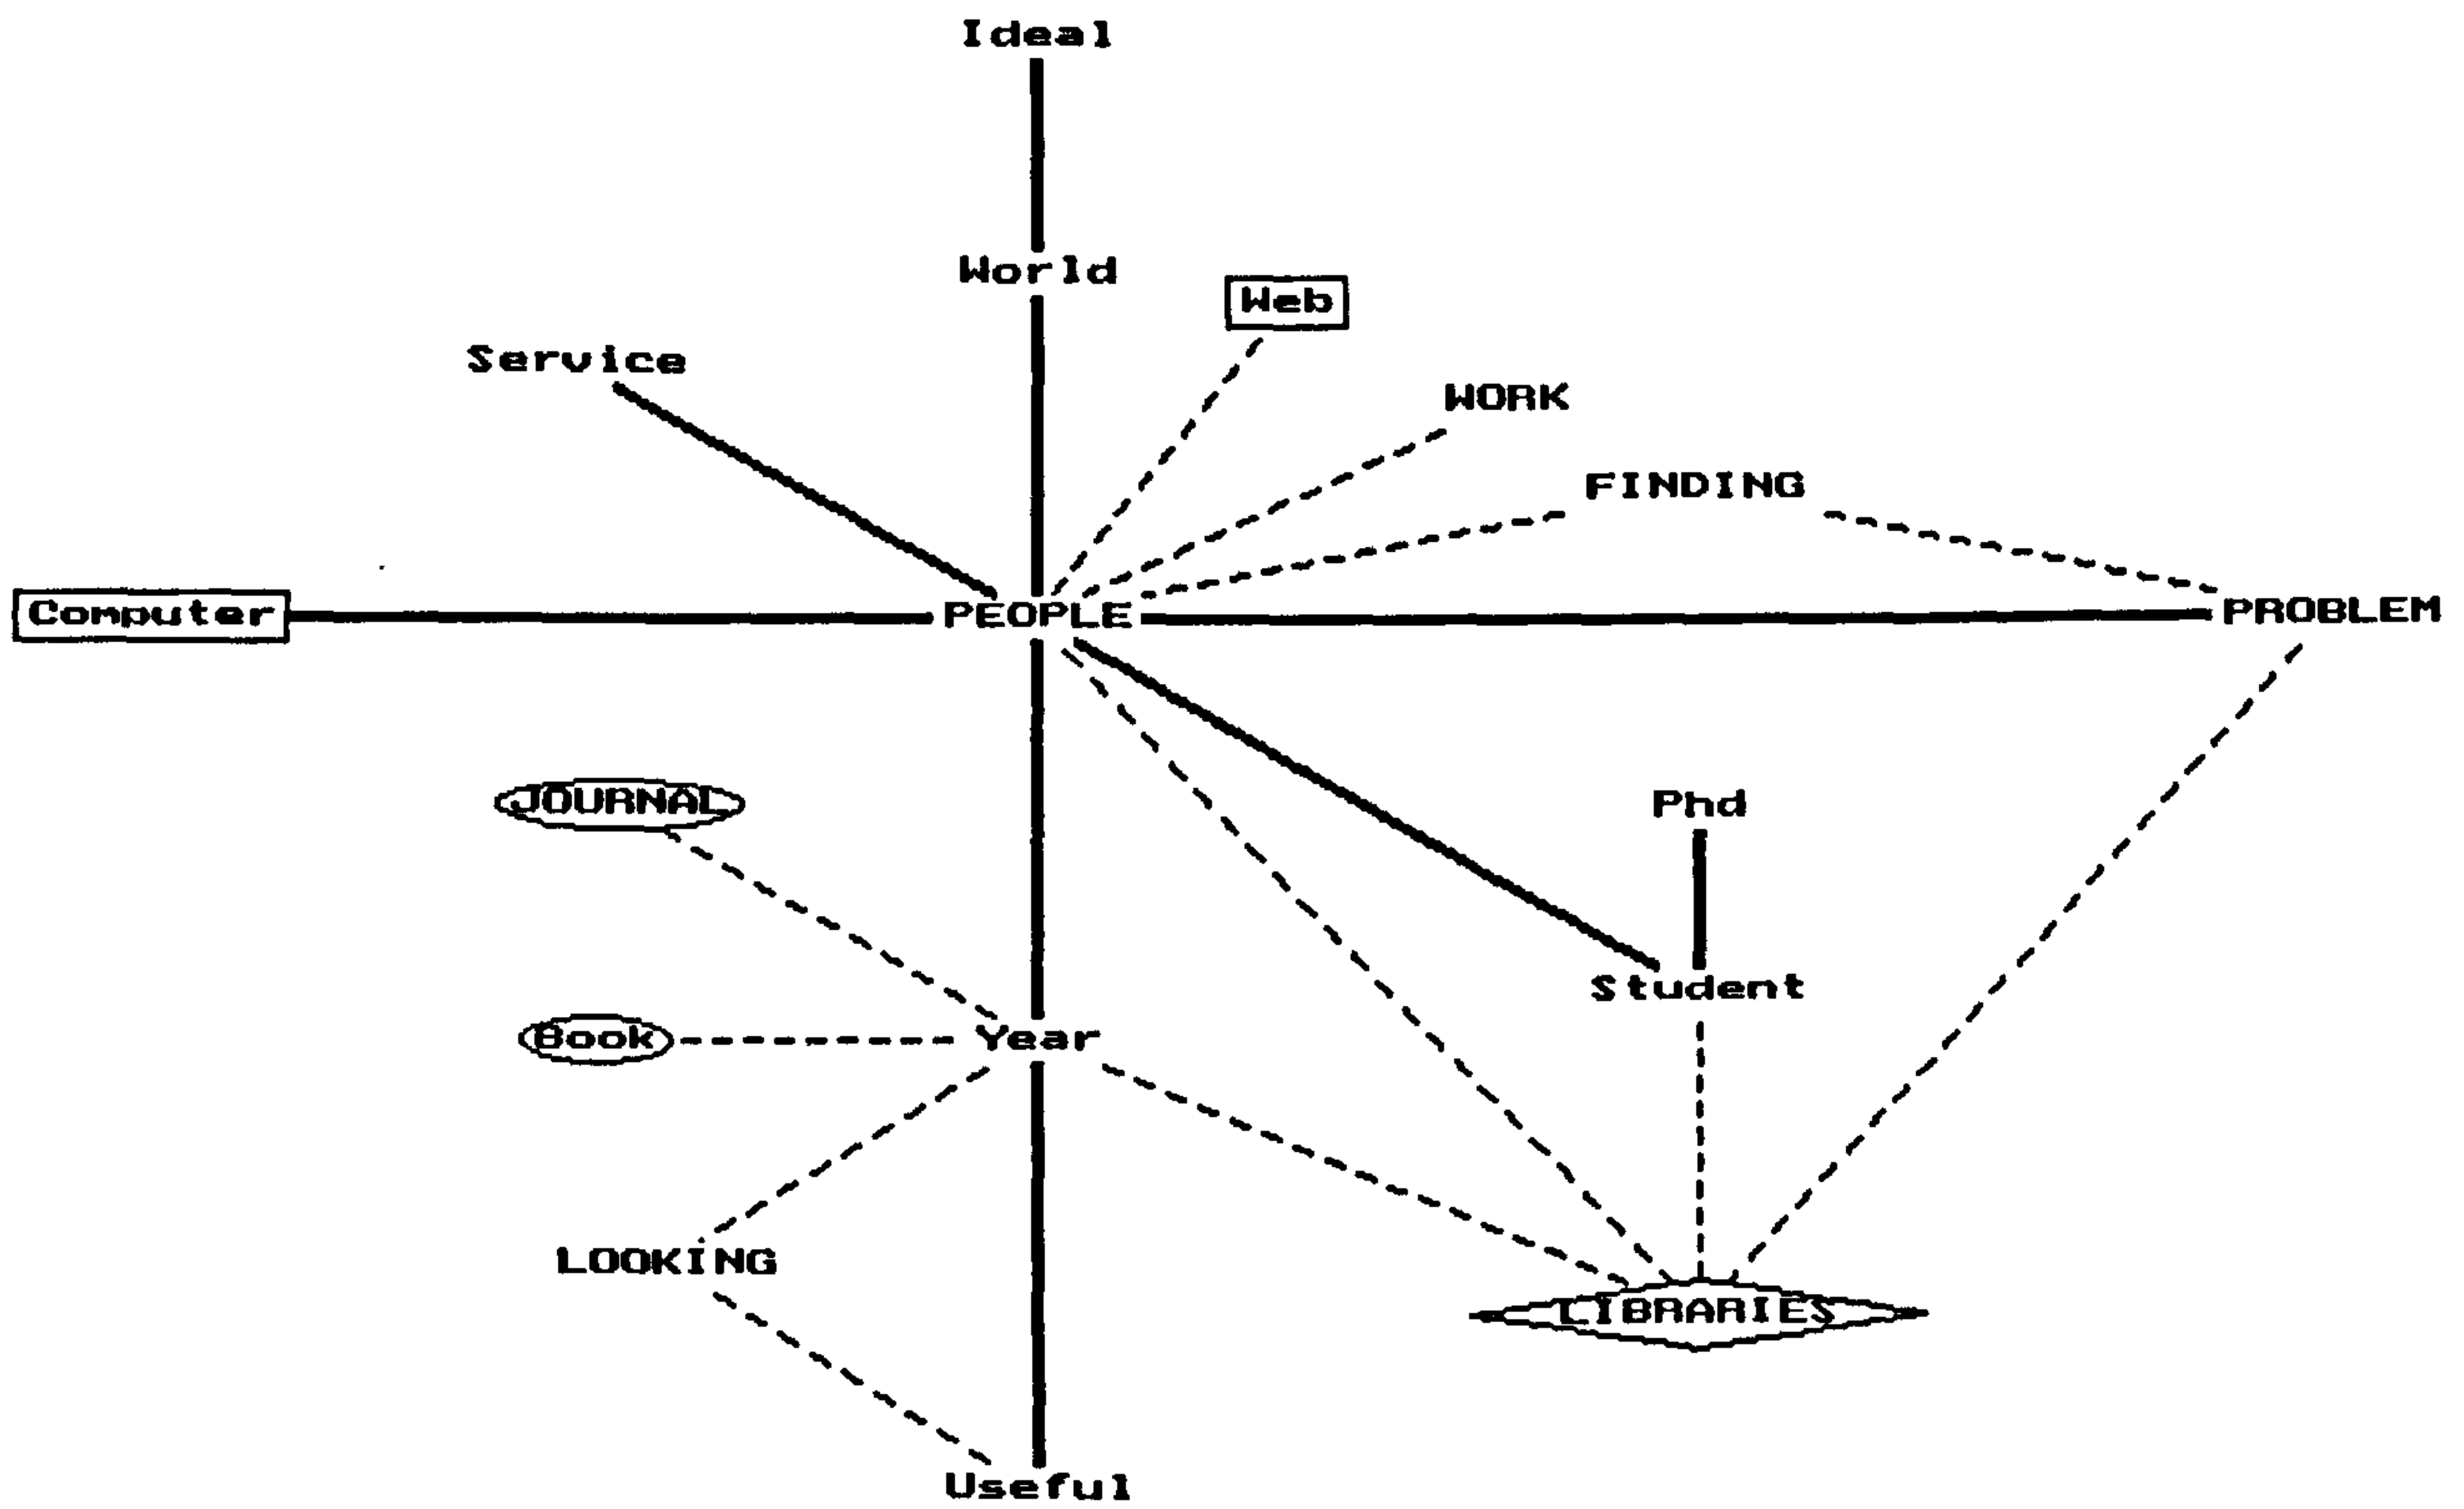 Ideal
World
Web
Service
WORK
FINDING
Computer
PEOPLE
PROBLEM
JOURNAL
Phd
Student
Book
Year
LOOKING
LIBRARIES
Useful